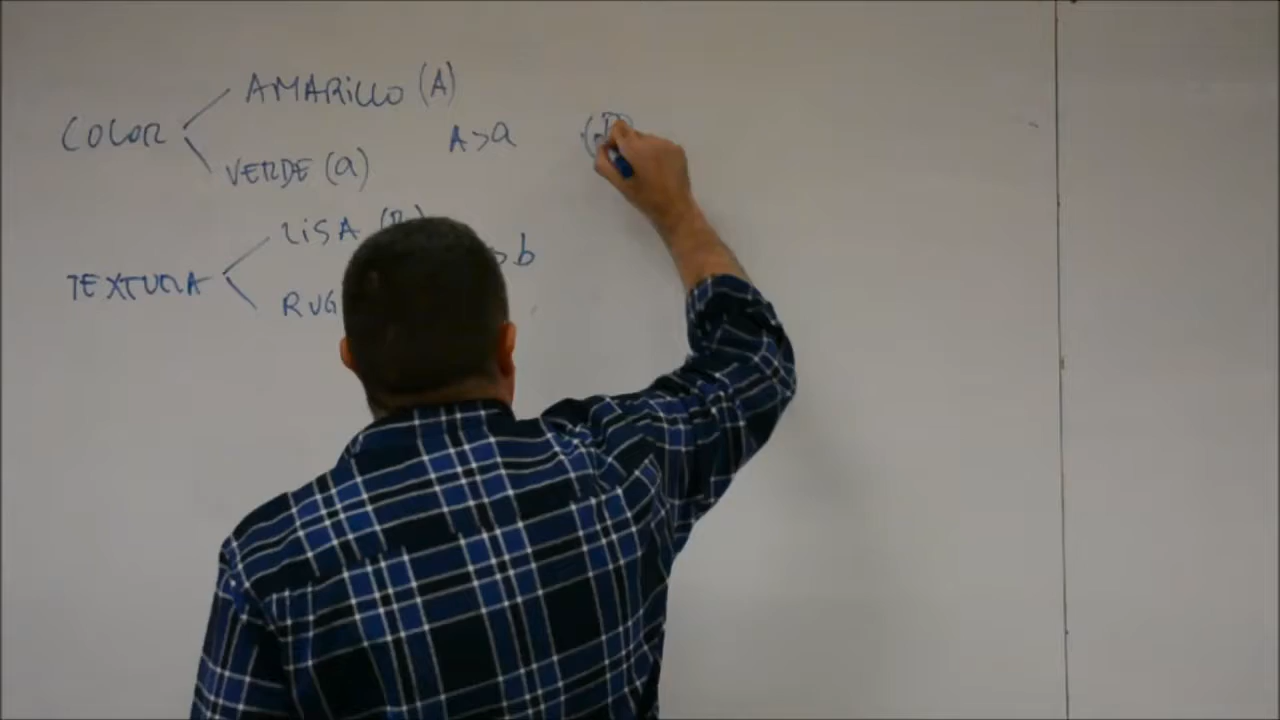 AMARILLO (A)
COLOR
A>a
VERDE (a)
LISA
>b
TEXTURA
RUG